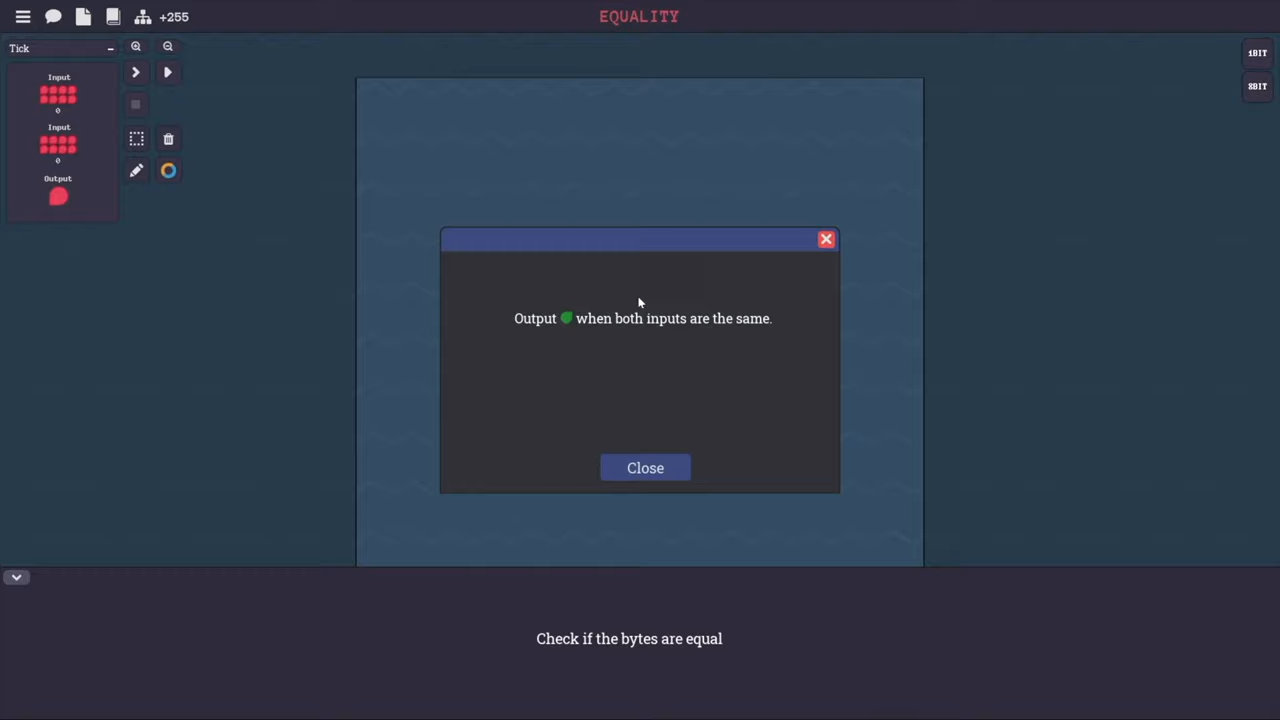 +255
EQUALITY
Tick
Input
0
Input
0
Output
1BIT
8BIT
Output when both inputs are the same.
Close
Check if the bytes are equal